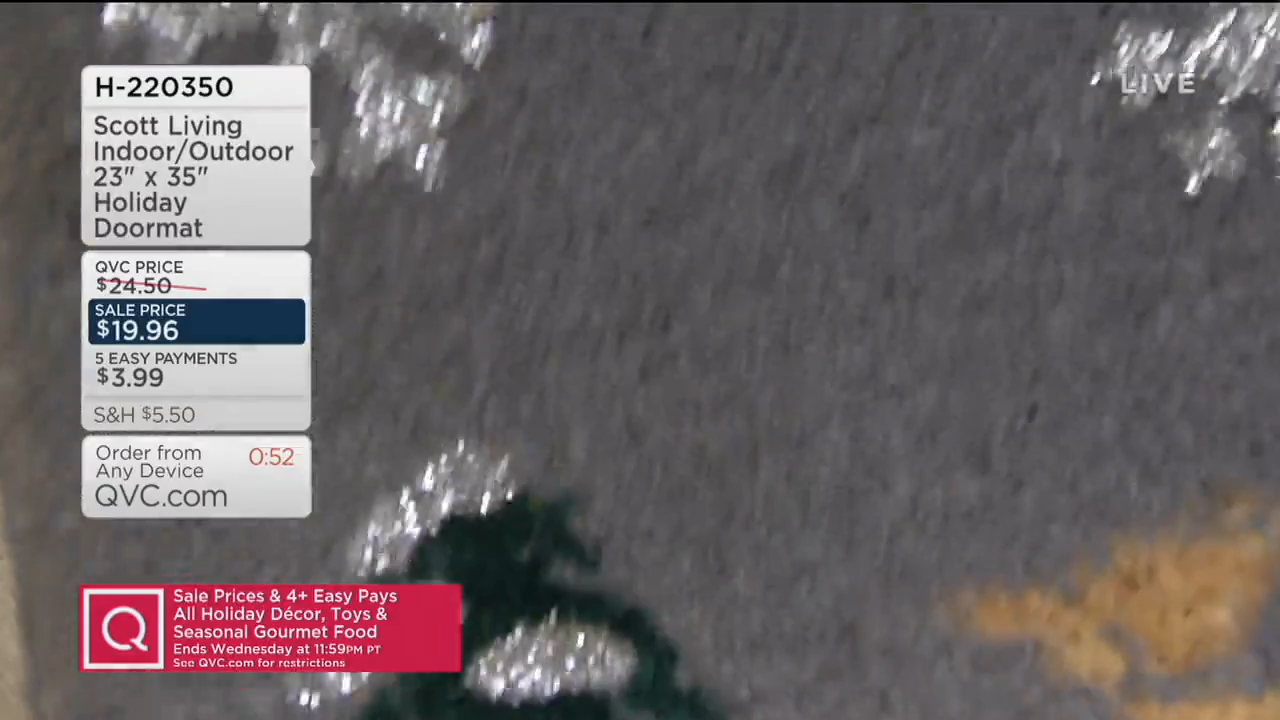 H-220350
Scott Living
Indoor/Outdoor
23" x 35"
Holiday
Doormat
QVC PRICE
$24.50
SALE PRICE
$19.96
5 EASY PAYMENTS
$3.99
S&H $5.50
Order from
Any Device
0:52
QVC.com
LIVE
Q
Sale Prices & 4+ Easy Pays
All Holiday Décor, Toys &
Seasonal Gourmet Food
Ends Wednesday at 11:59PM PT
See QVC.com for restrictions